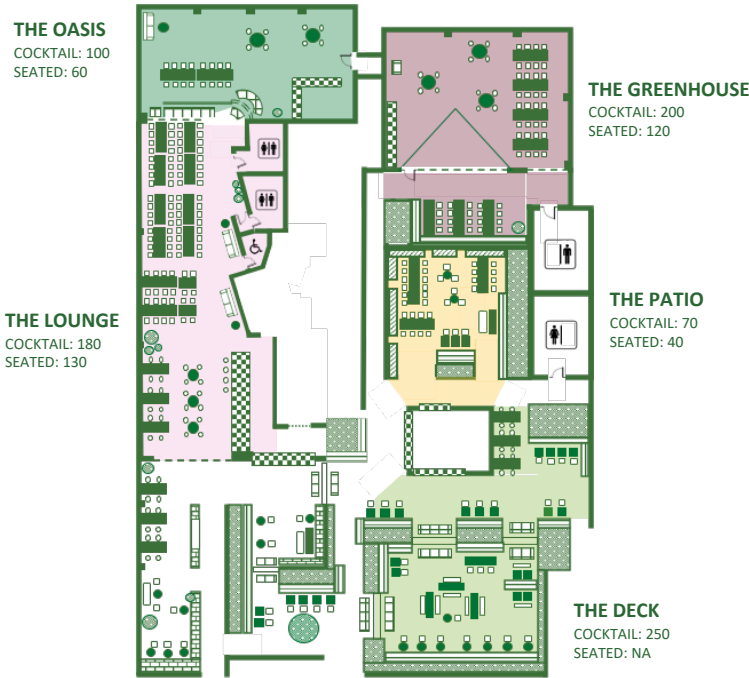 THE OASIS
COCKTAIL: 100
SEATED: 60
THE GREENHOUSE
COCKTAIL: 200
SEATED: 120
THE PATIO
COCKTAIL: 70
SEATED: 40
THE LOUNGE
COCKTAIL: 180
SEATED: 130
THE DECK
COCKTAIL: 250
SEATED: NA